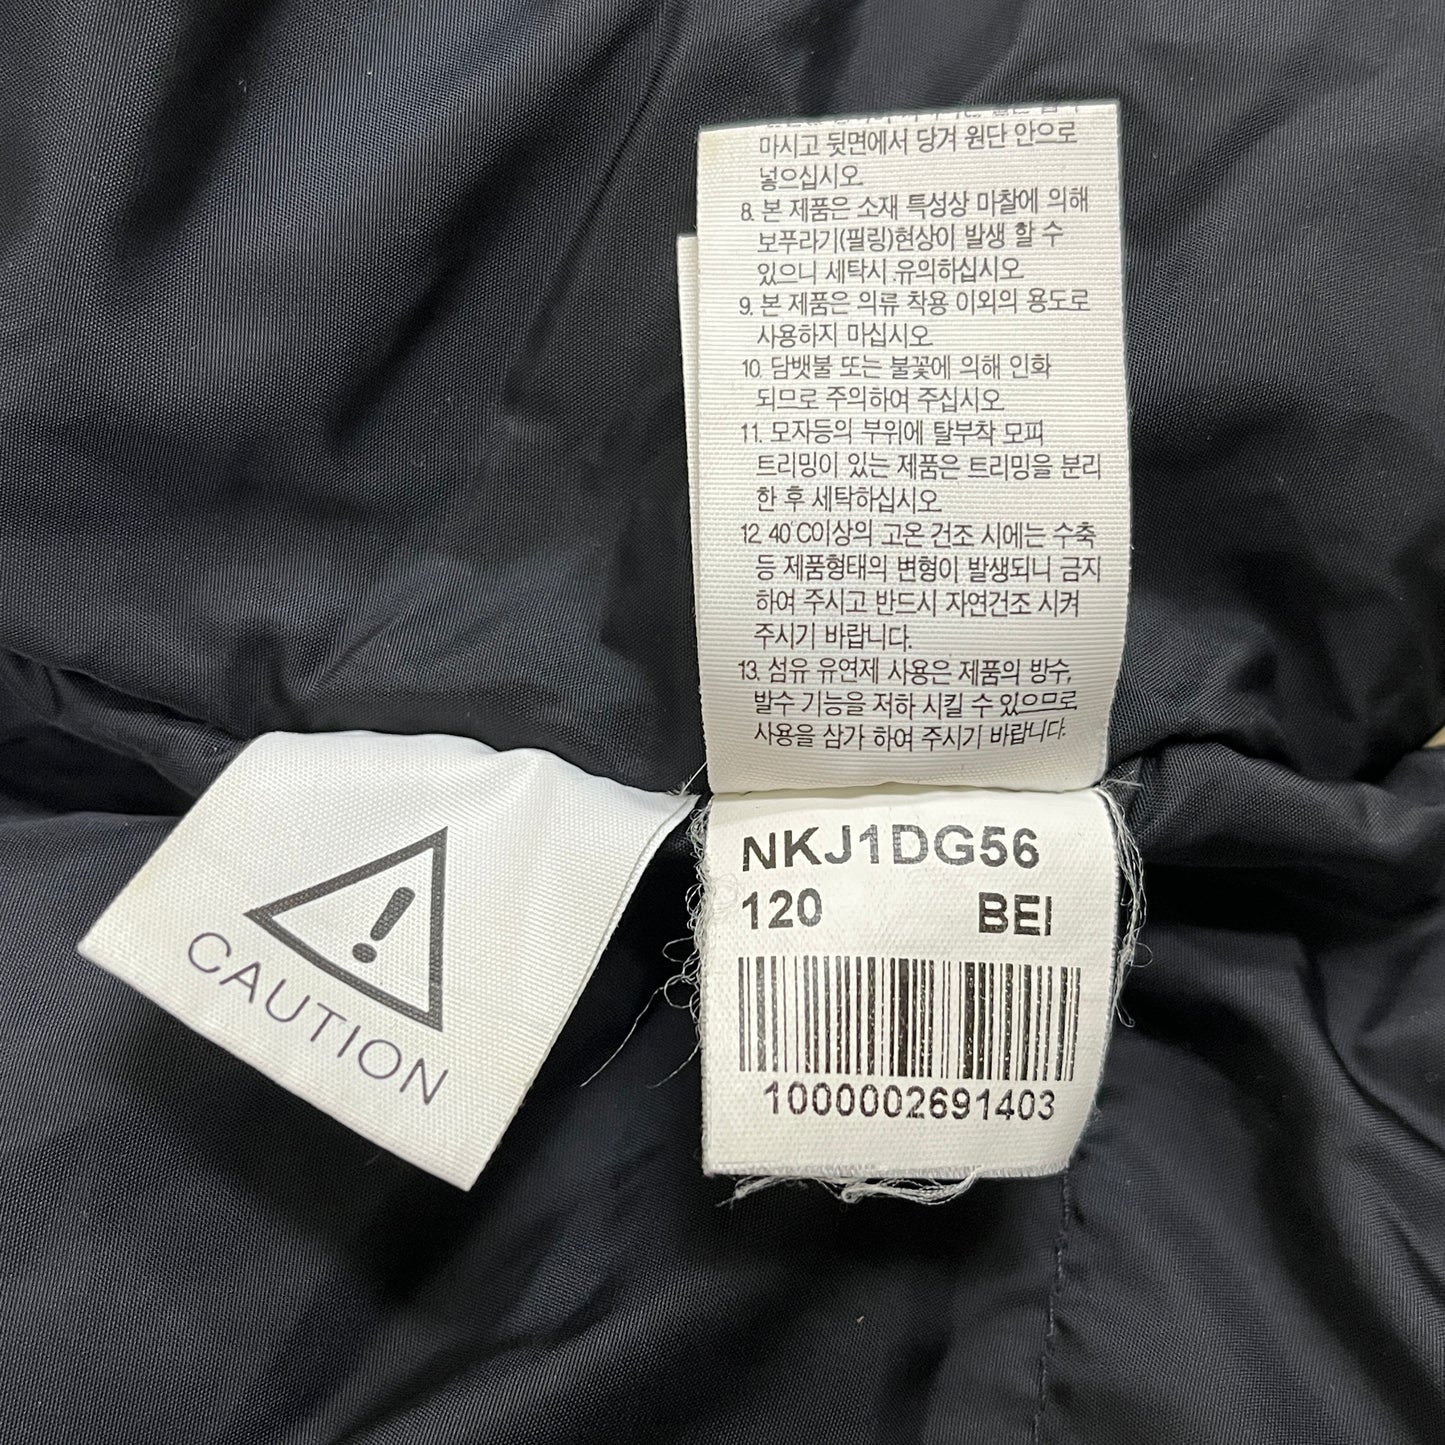 마시고 뒷면에서 당겨 원단 안으로
넣으십시오.
8. 본 제품은 소재 특성상 마찰에 의해
보푸라기(필링)현상이 발생 할 수
있으니 세탁시 .유의하십시오.
9. 본 제품은 의류 착용 이외의 용도로
사용하지 마십시오.
10. 담뱃불 또는 불꽃에 의해 인화
되므로 주의하여 주십시오.
11. 모자등의 부위에 탈부착 모피
트리밍이 있는 제품은 트리밍을 분리
한 후 세탁하십시오.
12. 40°C이상의 고온 건조 시에는 수축
등 제품형태의 변형이 발생되니 금지
하여 주시고 반드시 자연건조 시켜
주시기 바랍니다.
13. 섬유 유연제 사용은 제품의 방수,
발수 기능을 저하 시킬 수 있으므로
사용을 삼가 하여 주시기 바랍니다.
CAUTION
NKJ1DG56
120 BEI
1000002691403